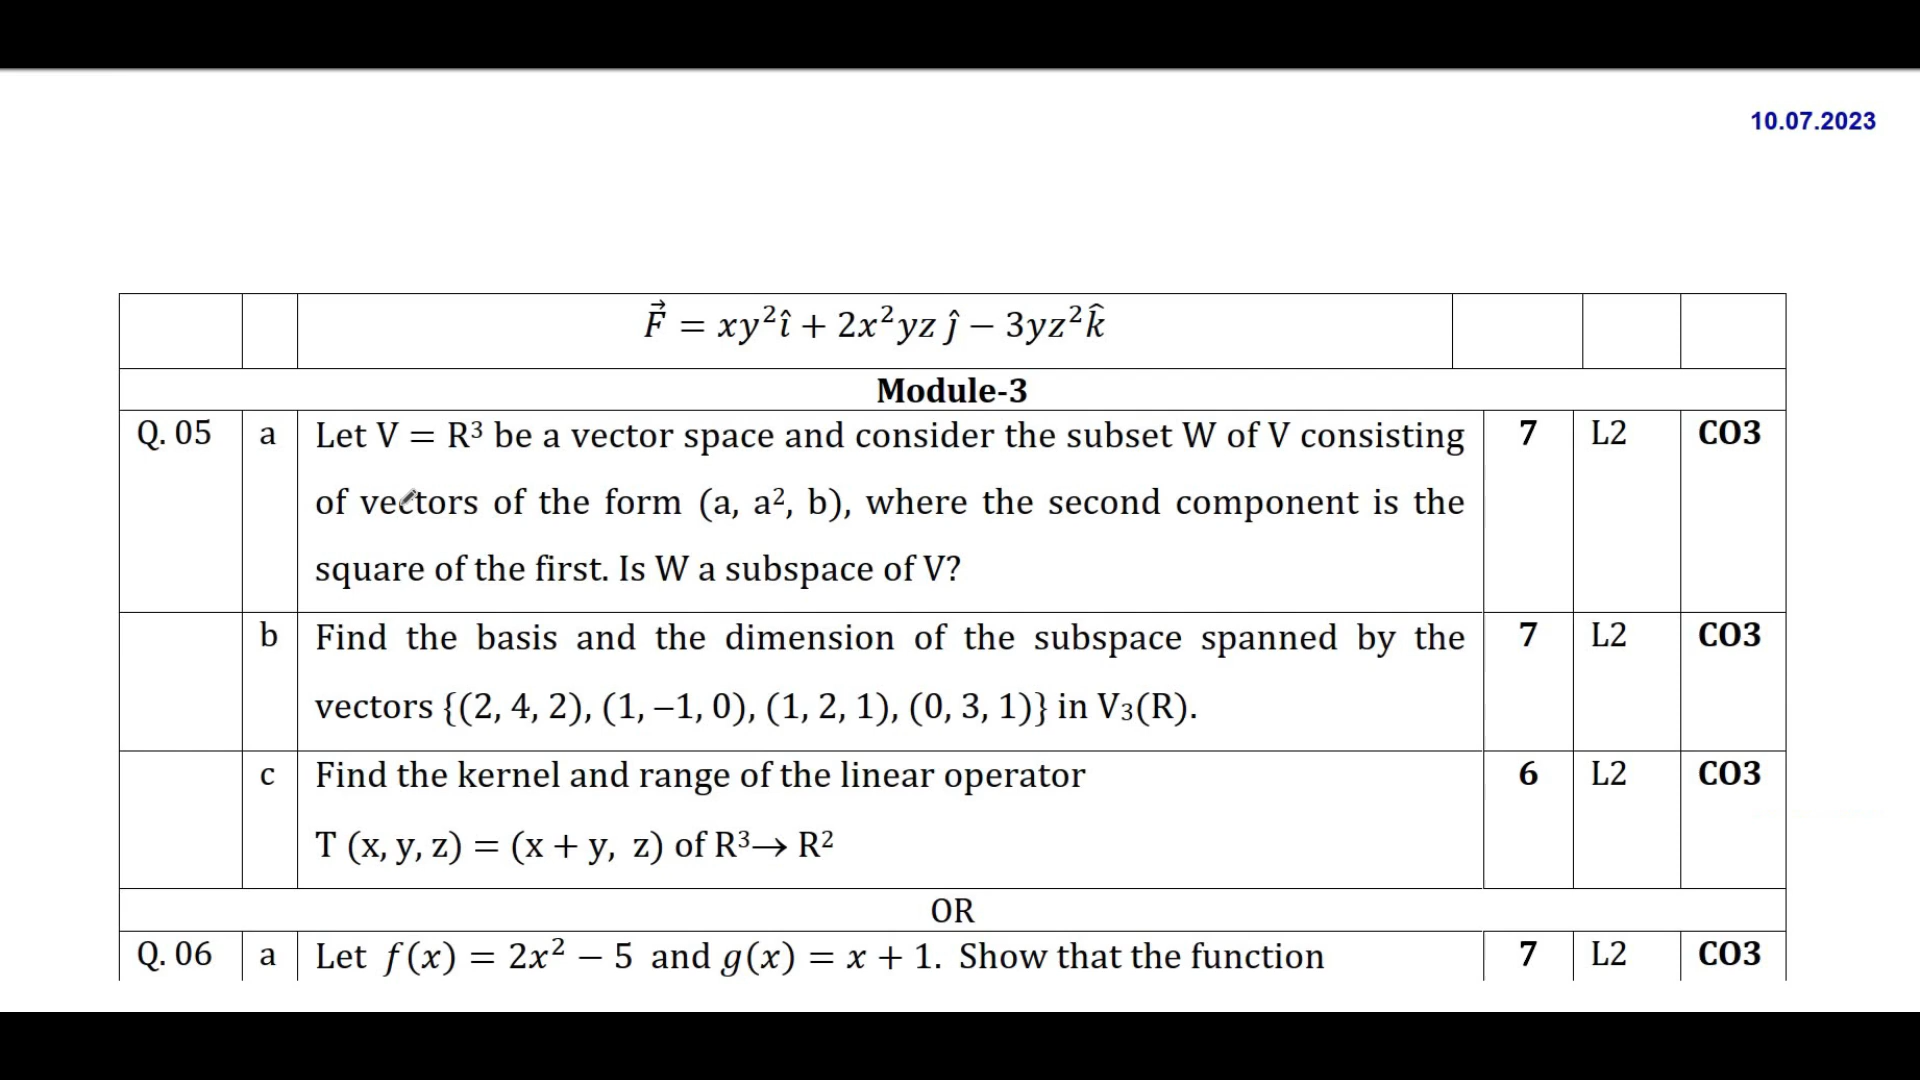 10.07.2023
F⃗ = xy²î + 2x²yz ĵ − 3yz²k̂
Module-3
Q. 05 a Let V = R³ be a vector space and consider the subset W of V consisting 7 L2 CO3
of vectors of the form (a, a², b), where the second component is the
square of the first. Is W a subspace of V?
b Find the basis and the dimension of the subspace spanned by the 7 L2 CO3
vectors {(2, 4, 2), (1, −1, 0), (1, 2, 1), (0, 3, 1)} in V₃(R).
c Find the kernel and range of the linear operator 6 L2 CO3
T (x, y, z) = (x + y, z) of R³→ R²
OR
Q. 06 a Let f(x) = 2x² − 5 and g(x) = x + 1. Show that the function 7 L2 CO3